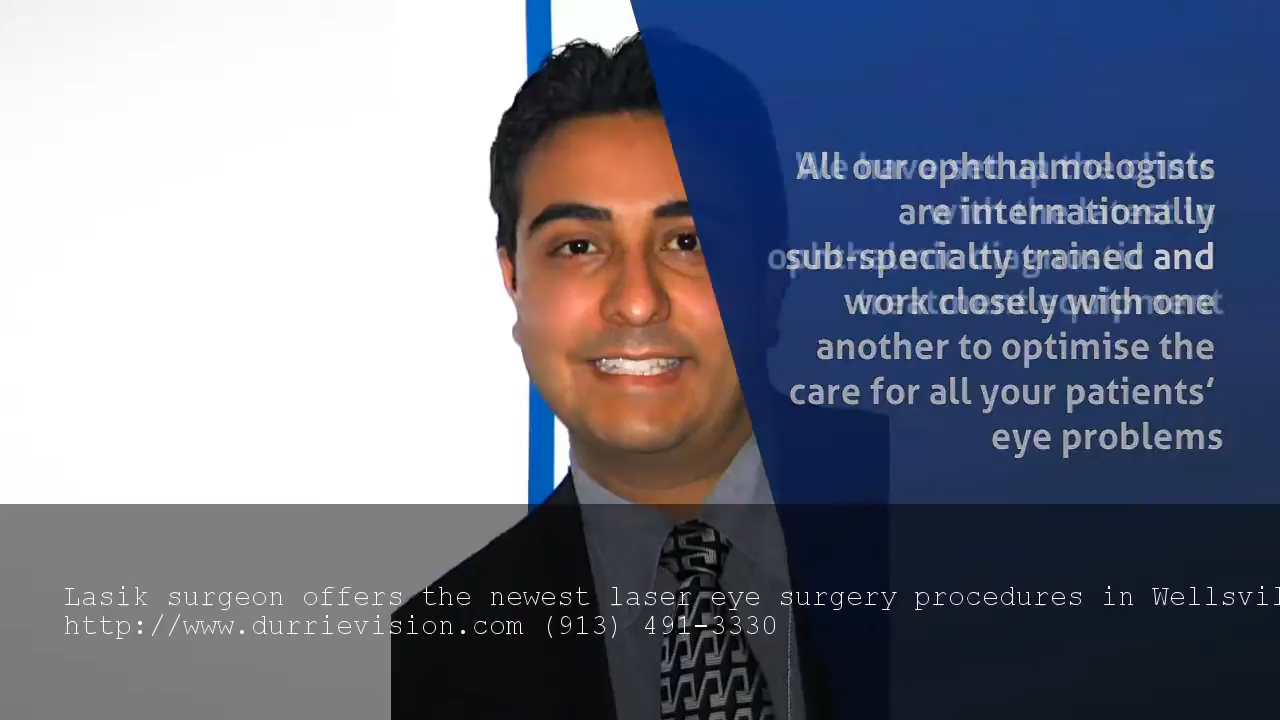 All our ophthalmologists
are internationally
sub-specialty trained and
work closely with one
another to optimise the
care for all your patients’
eye problems
Lasik surgeon offers the newest laser eye surgery procedures in
http://www.durrievision.com (913) 491-3330